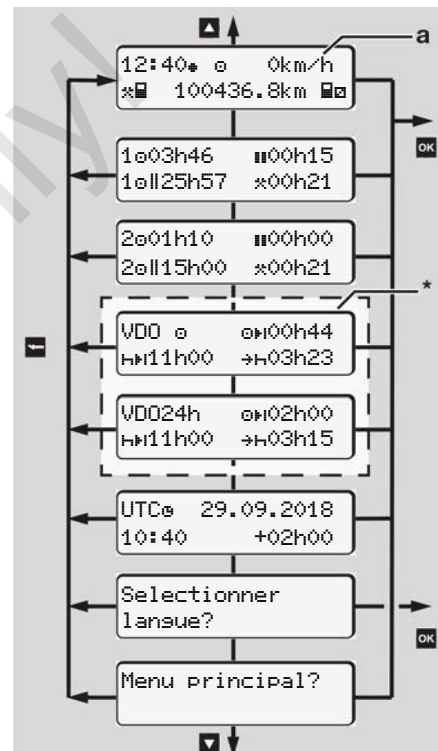 a
12:40 0km/h
100436.8km
OK
1 03h46 00h15
1 25h57 00h21
2 01h10 00h00
2 15h00 00h21
*
VDO 00h44
11h00 03h23
VDO24h 02h00
11h00 03h15
UTC 29.09.2018
10:40 +02h00
Selectionner
langue?
OK
Menu principal?